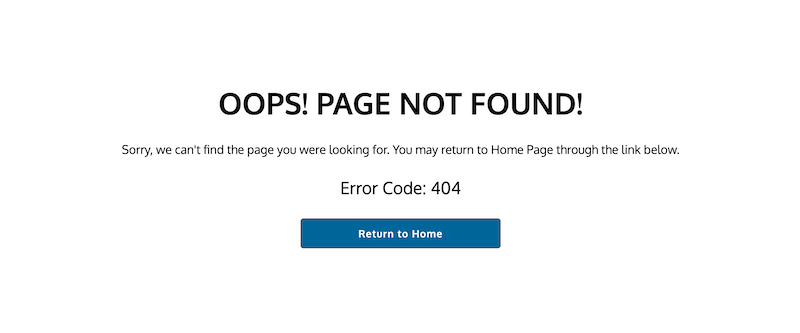 OOPS! PAGE NOT FOUND!
Sorry, we can't find the page you were looking for. You may return to Home Page through the link below.
Error Code: 404
Return to Home